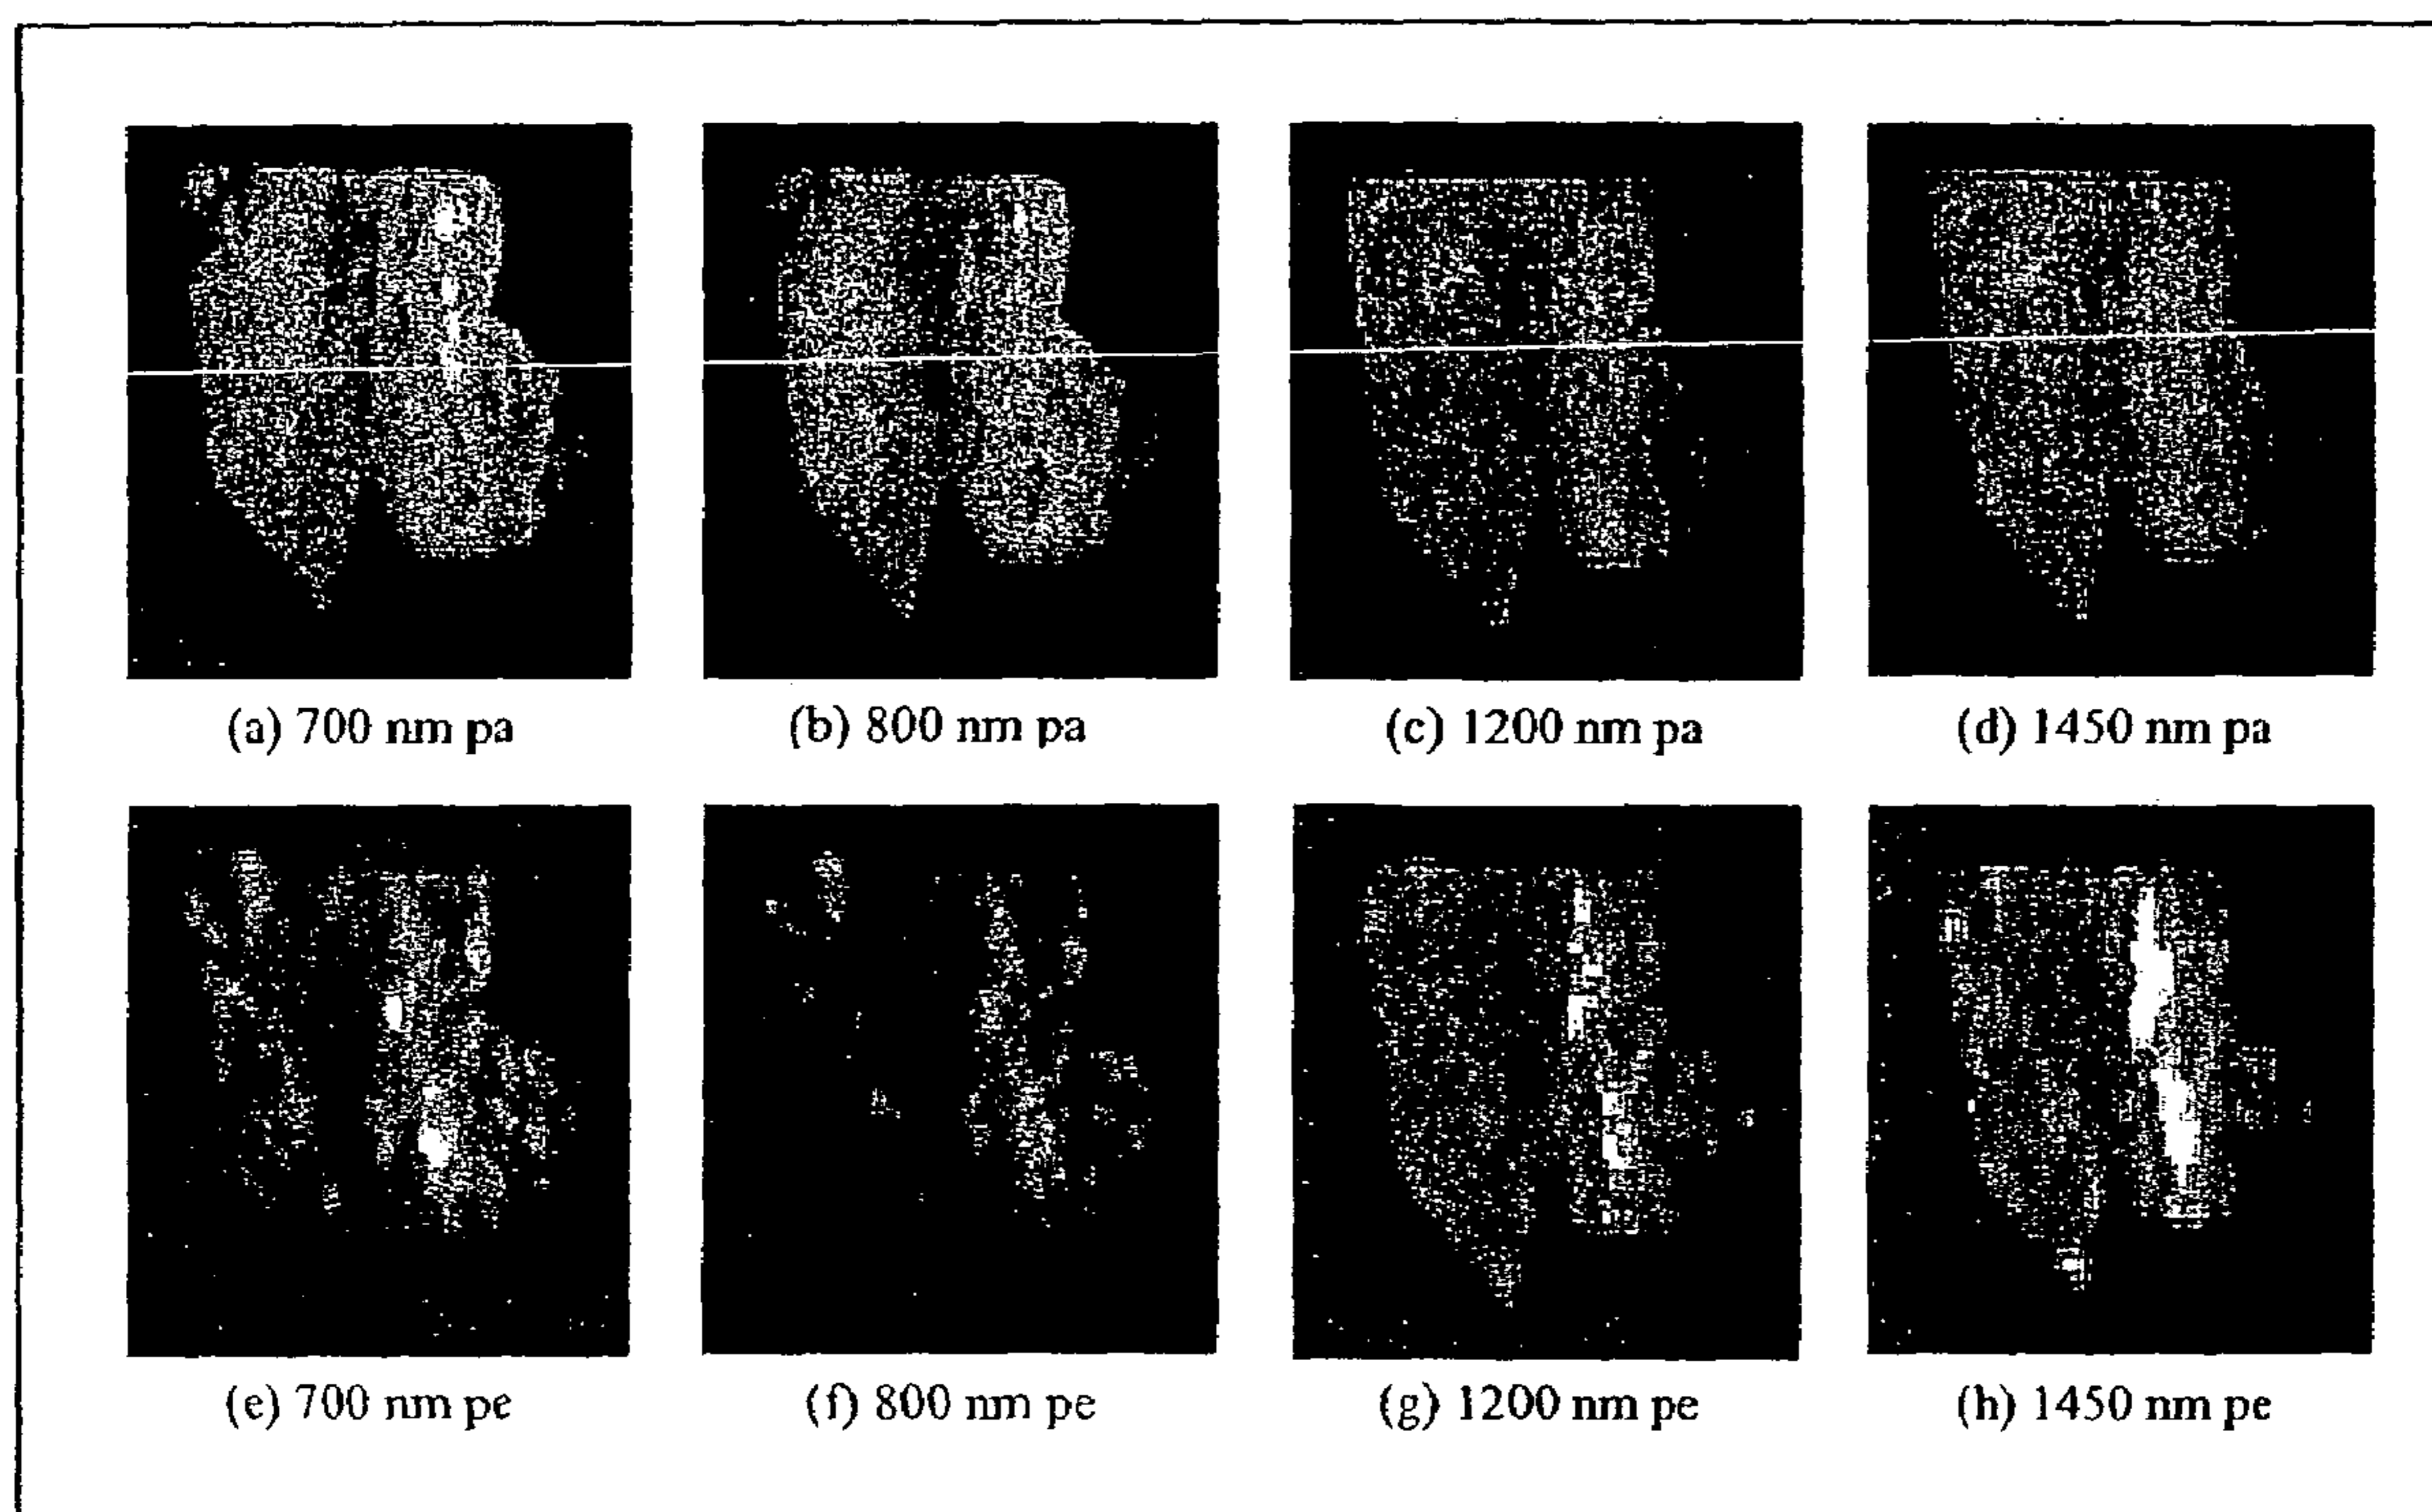 (a) 700 nm pa
(b) 800 nm pa
(c) 1200 nm pa
(d) 1450 nm pa
(e) 700 nm pe
(f) 800 nm pe
(g) 1200 nm pe
(h) 1450 nm pe